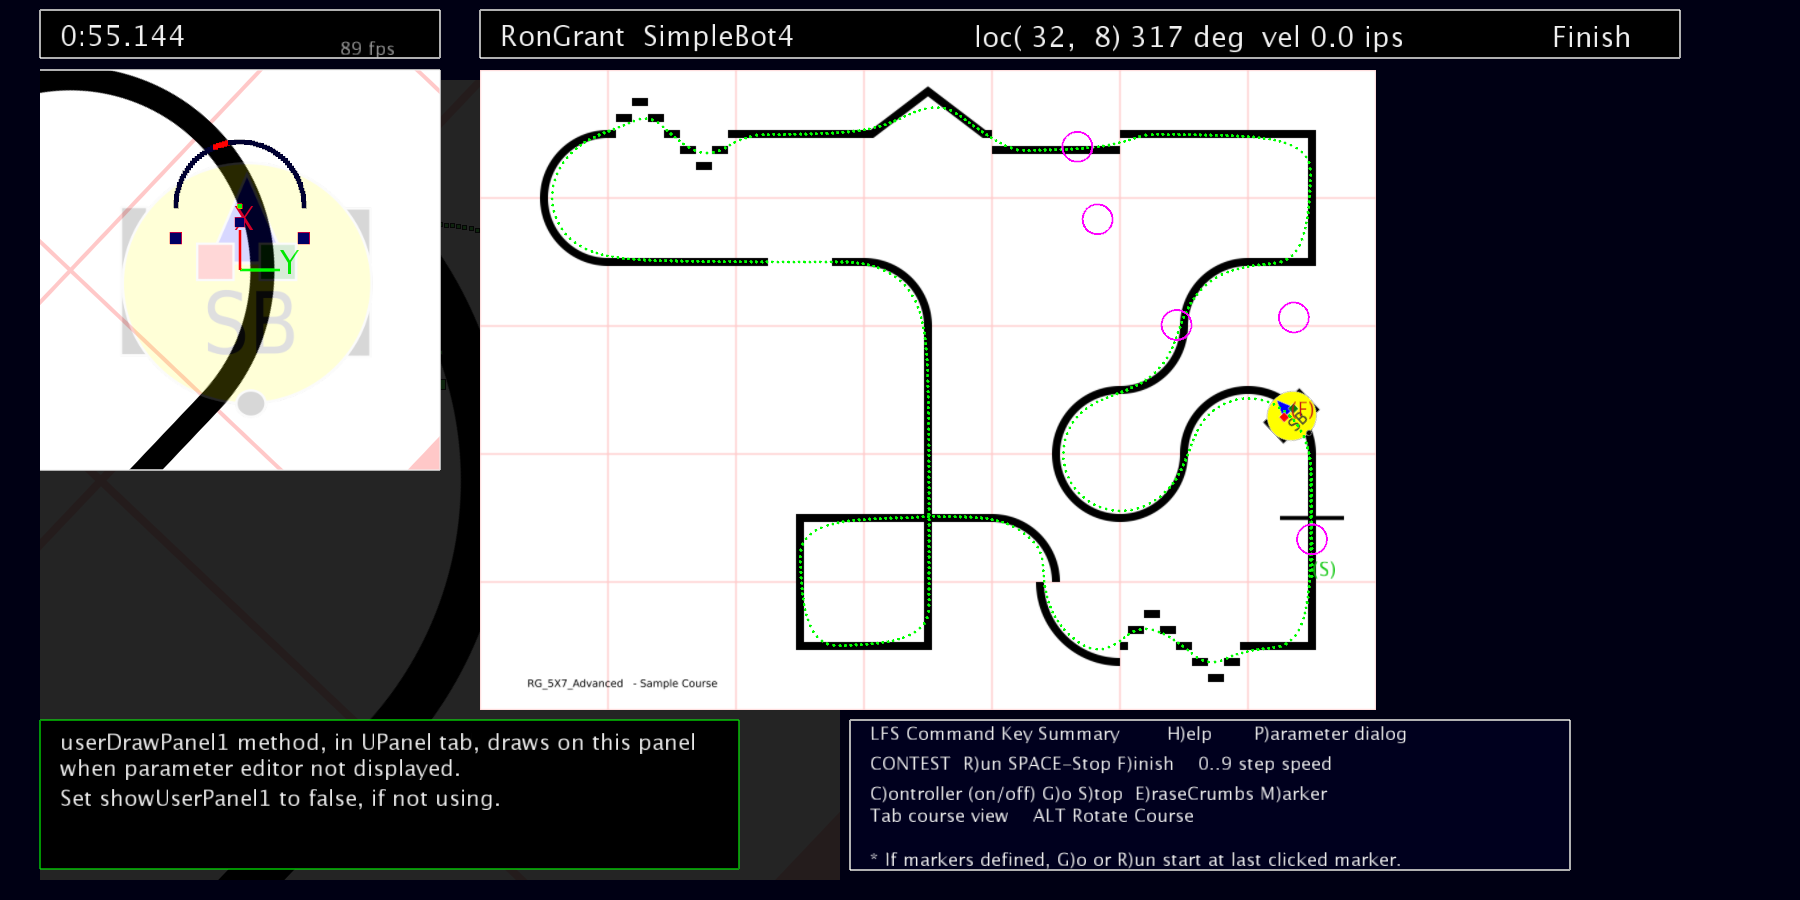 0:55.144
89 fps
RonGrant SimpleBot4
loc( 32, 8) 317 deg vel 0.0 ips
Finish
X
Y
SB
(F)
SB
(S)
RG_5X7_Advanced - Sample Course
userDrawPanel1 method, in UPanel tab, draws on this panel
when parameter editor not displayed.
Set showUserPanel1 to false, if not using.
LFS Command Key Summary H)elp P)arameter dialog
CONTEST R)un SPACE-Stop F)inish 0..9 step speed
C)ontroller (on/off) G)o S)top E)raseCrumbs M)arker
Tab course view ALT Rotate Course
* If markers defined, G)o or R)un start at last clicked marker.